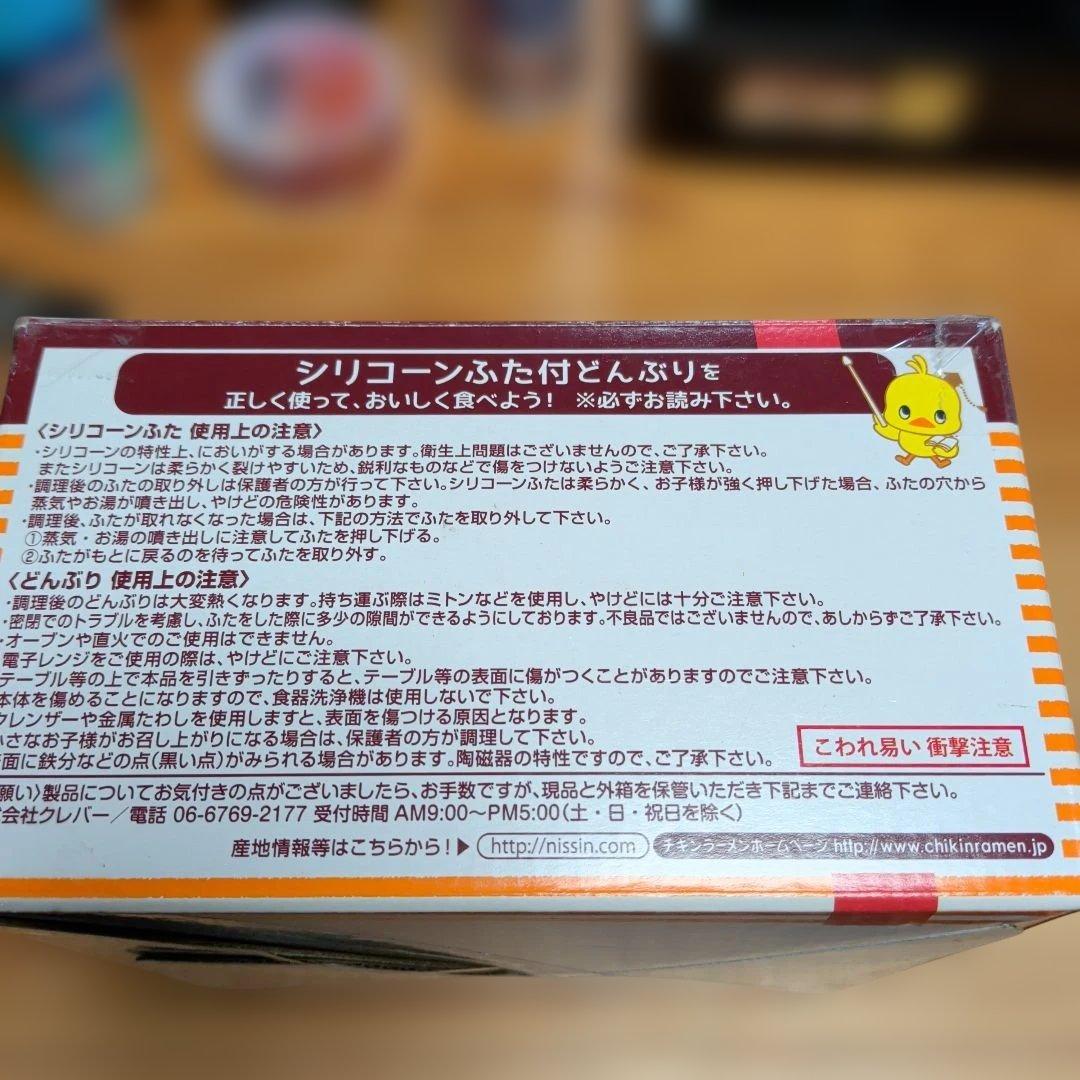 シリコーンふた付どんぶりを
正しく使って、おいしく食べよう! ※必ずお読み下さい。
〈シリコーンふた 使用上の注意〉
・シリコーンの特性上、においがする場合があります。衛生上問題はございませんので、ご了承下さい。
またシリコーンは柔らかく裂けやすいため、鋭利なものなどで傷をつけないようご注意下さい。
・調理後のふたの取り外しは保護者の方が行って下さい。シリコーンふたは柔らかく、お子様が強く押し下げた場合、ふたの穴から
蒸気やお湯が噴き出し、やけどの危険性があります。
・調理後、ふたが取れなくなった場合は、下記の方法でふたを取り外して下さい。
①蒸気・お湯の噴き出しに注意してふたを押し下げる。
②ふたがもとに戻るのを待ってふたを取り外す。
〈どんぶり 使用上の注意〉
・調理後のどんぶりは大変熱くなります。持ち運ぶ際はミトンなどを使用し、やけどには十分ご注意下さい。
・密閉でのトラブルを考慮し、ふたをした際に多少の隙間ができるようにしております。不良品ではございませんので、あしからずご了承下さい。
・オーブンや直火でのご使用はできません。
電子レンジをご使用の際は、やけどにご注意下さい。
テーブル等の上で本品を引きずったりすると、テーブル等の表面に傷がつくことがありますのでご注意下さい。
本体を傷めることになりますので、食器洗浄機は使用しないで下さい。
クレンザーや金属たわしを使用しますと、表面を傷つける原因となります。
小さなお子様がお召し上がりになる場合は、保護者の方が調理して下さい。
面に鉄分などの点(黒い点)がみられる場合があります。陶磁器の特性ですので、ご了承下さい。
こわれ易い 衝撃注意
願い〉製品についてお気付きの点がございましたら、お手数ですが、現品と外箱を保管いただき下記までご連絡下さい。
会社クレバー/電話 06-6769-2177 受付時間 AM9:00~PM5:00(土・日・祝日を除く)
産地情報等はこちらから!▶ http://nissin.com チキンラーメンホームページ http://www.chikinramen.jp